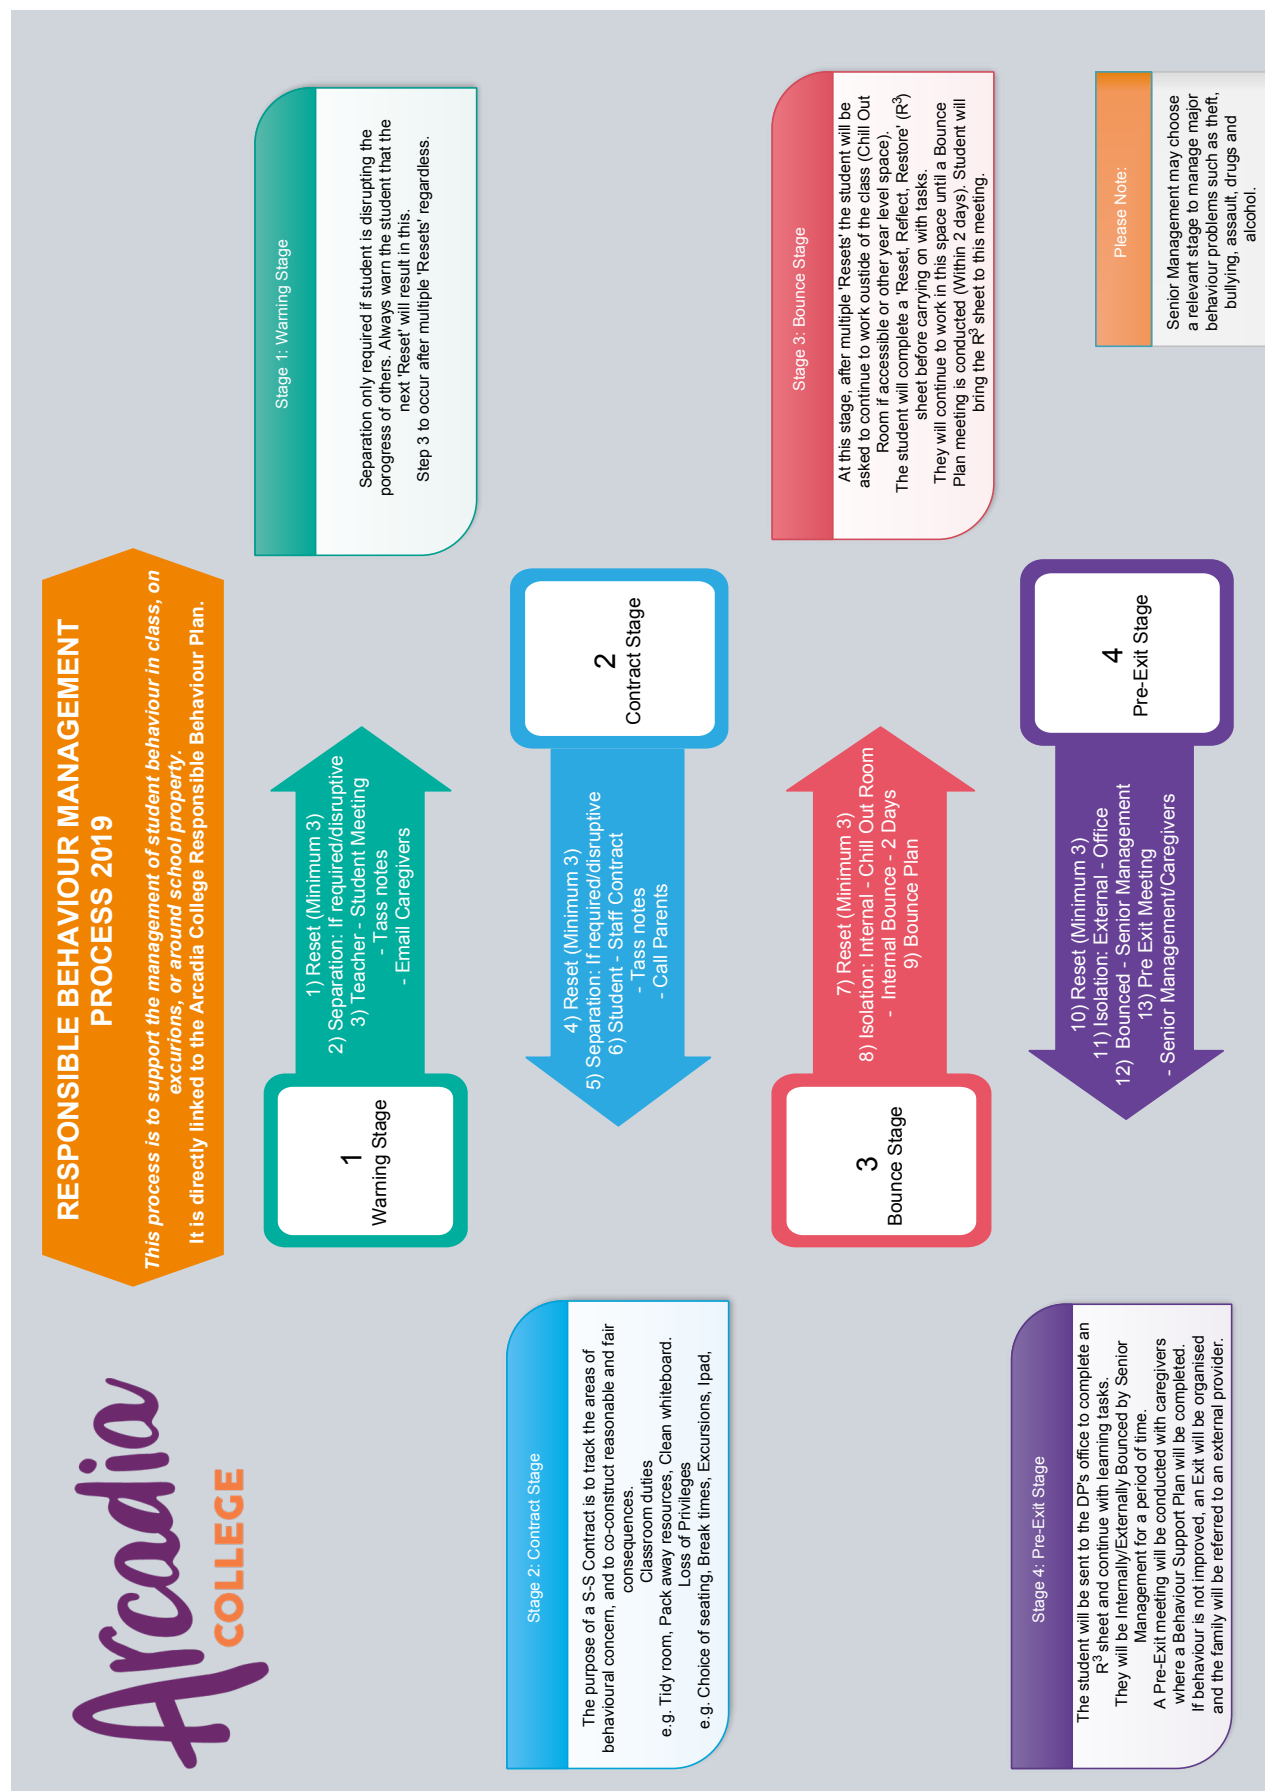 Arcadia
COLLEGE
RESPONSIBLE BEHAVIOUR MANAGEMENT
PROCESS 2019
This process is to support the management of student behaviour in class, on
excurions, or around school property.
It is directly linked to the Arcadia College Responsible Behaviour Plan.
1
Warning Stage
1) Reset (Minimum 3)
2) Separation: If required/disruptive
3) Teacher - Student Meeting
- Tass notes
- Email Caregivers
Stage 1: Warning Stage
Separation only required if student is disrupting the
porogress of others. Always warn the student that the
next 'Reset' will result in this.
Step 3 to occur after multiple 'Resets' regardless.
Stage 2: Contract Stage
The purpose of a S-S Contract is to track the areas of
behavioural concern, and to co-construct reasonable and fair
consequences.
Classroom duties
e.g. Tidy room, Pack away resources, Clean whiteboard.
Loss of Privileges
e.g. Choice of seating, Break times, Excursions, Ipad,
4) Reset (Minimum 3)
5) Separation: If required/disruptive
6) Student - Staff Contract
- Tass notes
- Call Parents
2
Contract Stage
3
Bounce Stage
7) Reset (Minimum 3)
8) Isolation: Internal - Chill Out Room
- Internal Bounce - 2 Days
9) Bounce Plan
Stage 3: Bounce Stage
At this stage, after multiple 'Resets' the student will be
asked to continue to work oustide of the class (Chill Out
Room if accessible or other year level space).
The student will complete a 'Reset, Reflect, Restore' (R³)
sheet before carrying on with tasks.
They will continue to work in this space until a Bounce
Plan meeting is conducted (Within 2 days). Student will
bring the R³ sheet to this meeting.
Stage 4: Pre-Exit Stage
The student will be sent to the DP's office to complete an
R³ sheet and continue with learning tasks.
They will be Internally/Externally Bounced by Senior
Management for a period of time.
A Pre-Exit meeting will be conducted with caregivers
where a Behaviour Support Plan will be completed.
If behaviour is not improved, an Exit will be organised
and the family will be referred to an external provider.
10) Reset (Minimum 3)
11) Isolation: External - Office
12) Bounced - Senior Management
13) Pre Exit Meeting
- Senior Management/Caregivers
4
Pre-Exit Stage
Please Note:
Senior Management may choose
a relevant stage to manage major
behaviour problems such as theft,
bullying, assault, drugs and
alcohol.